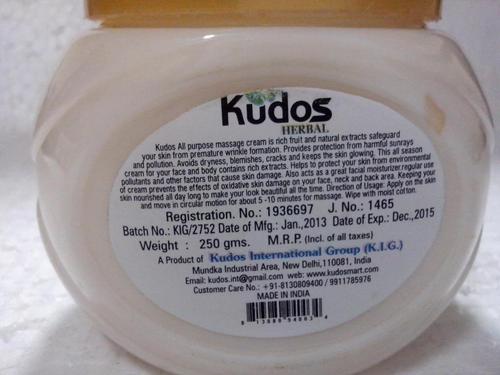 Kudos
HERBAL
Kudos All purpose massage cream is rich fruit and natural extracts safeguard
your skin from premature wrinkle formation. Provides protection from harmful sunrays
and pollution. Avoids dryness, blemishes, cracks and keeps the skin glowing. This all season
cream for your face and body contains rich extracts. Helps to protect your skin from environmental
pollutants and other factors that cause skin damage. Also acts as a great facial moisturizer,regular use
of cream prevents the effects of oxidative skin damage on your face, neck and back area. Keeping your
skin nourished all day long to make your look beautiful all the time. Direction of Usage: Apply on the skin
and move in circular motion for about 5 -10 minutes for massage. Wipe with moist cotton.
Registration. No.: 1936697 J. No.: 1465
Batch No.: KIG/2752 Date of Mfg.: Jan.,2013 Date of Exp.: Dec.,2015
Weight : 250 gms. M.R.P. (Incl. of all taxes)
A Product of Kudos International Group (K.I.G.)
Mundka Industrial Area, New Delhi,110081, India
Email: kudos.int@gmail.com web: www.kudosmart.com
Customer Care No.: +91-8130809400 / 9911785976
MADE IN INDIA